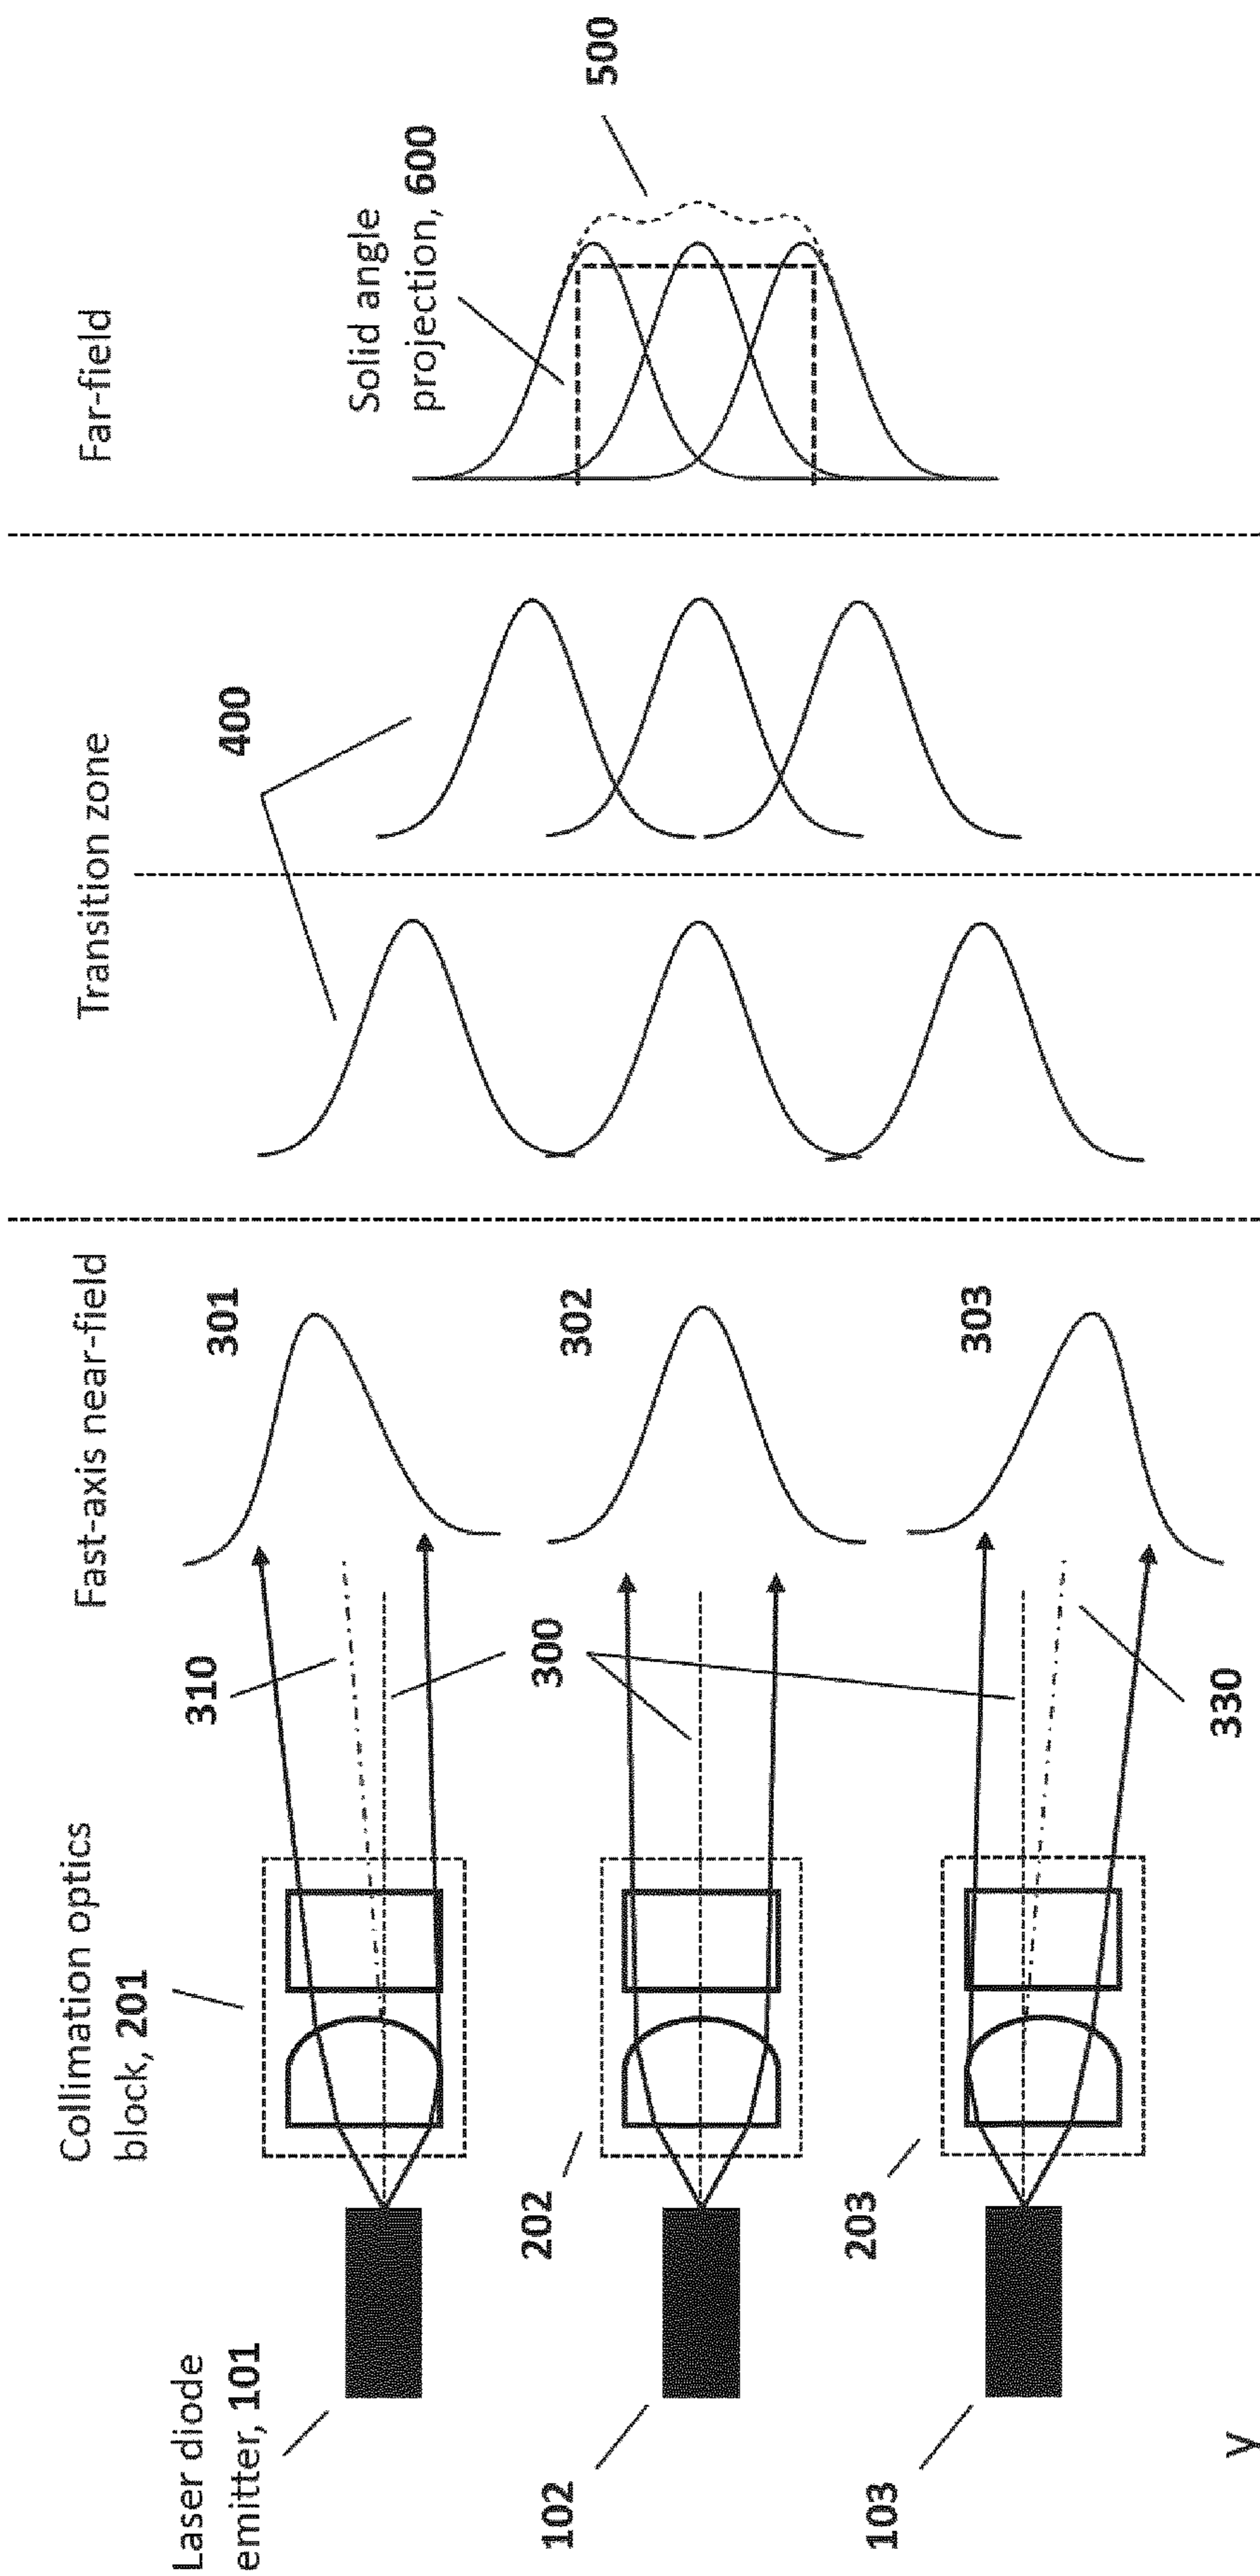 Laser diode
emitter, 101
Collimation optics
block, 201
Fast-axis near-field
Transition zone
Far-field
310
301
400
Solid angle
projection, 600
500
102
202
300
302
103
203
330
303
y